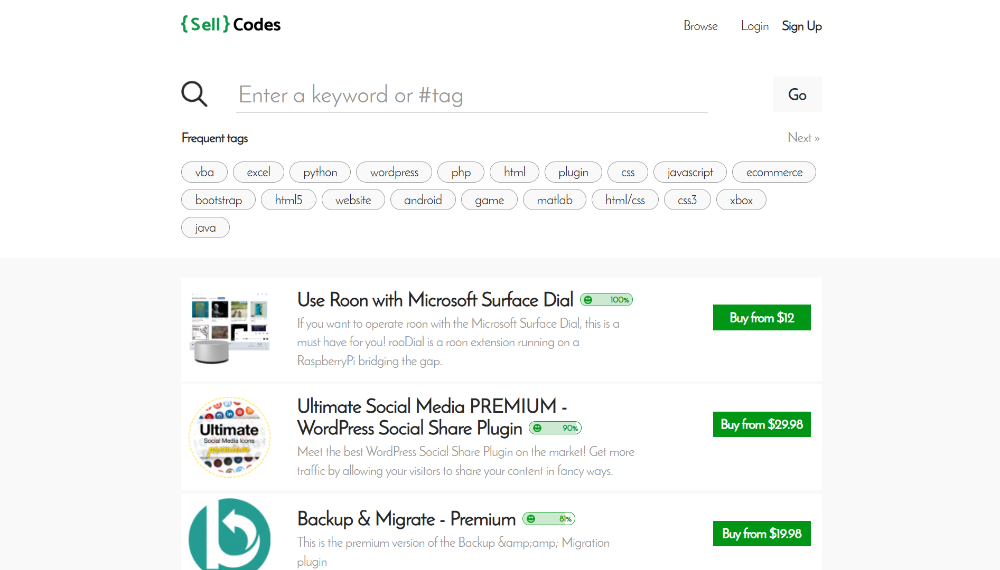 {Sell} Codes
Browse Login Sign Up
Enter a keyword or #tag
Go
Frequent tags
Next »
vba excel python wordpress php html plugin css javascript ecommerce
bootstrap html5 website android game matlab html/css css3 xbox
java
Use Roon with Microsoft Surface Dial 100%
If you want to operate roon with the Microsoft Surface Dial, this is a
must have for you! rooDial is a roon extension running on a
RaspberryPi bridging the gap.
Buy from $12
Ultimate
Social Media Icons
premium
Ultimate Social Media PREMIUM -
WordPress Social Share Plugin 90%
Meet the best WordPress Social Share Plugin on the market! Get more
traffic by allowing your visitors to share your content in fancy ways.
Buy from $29.98
Backup & Migrate - Premium 81%
This is the premium version of the Backup &amp;amp; Migration
plugin
Buy from $19.98